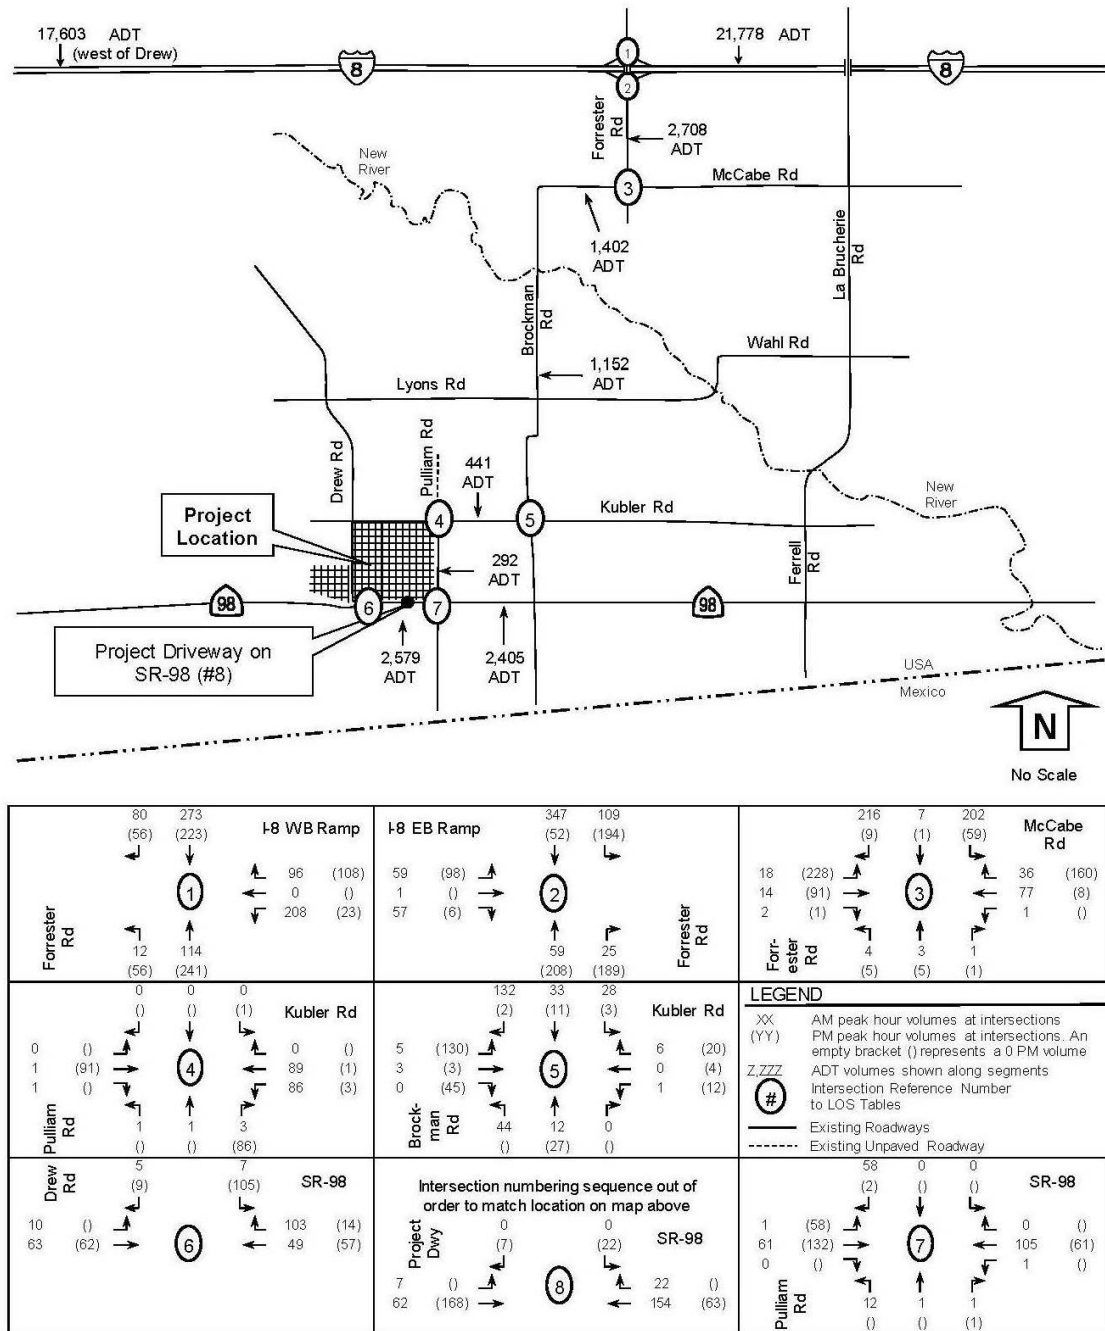 17,603 ADT
(west of Drew)
21,778 ADT
8
8
1
2
Forrester
Rd
2,708
ADT
New
River
McCabe Rd
3
1,402
ADT
La Brucherie
Rd
Brockman
Rd
Wahl Rd
1,152
ADT
Lyons Rd
Drew Rd
Pulliam Rd
441
ADT
New
River
Project
Location
4
5
Kubler Rd
292
ADT
Ferrell
Rd
98
6
7
98
Project Driveway on
SR-98 (#8)
2,579
ADT
2,405
ADT
USA
Mexico
N
No Scale
80 273
(56) (223)
I-8 WB Ramp
96 (108)
1
0 ()
208 (23)
Forrester
Rd
12 114
(56) (241)
I-8 EB Ramp
347 109
(52) (194)
59 (98)
1 ()
2
57 (6)
59 25
(208) (189)
Forrester
Rd
216 7 202
(9) (1) (59)
McCabe
Rd
18 (228)
36 (160)
14 (91)
3
77 (8)
2 (1)
1 ()
Forr-
ester
Rd
4 3 1
(5) (5) (1)
0 0 0
() () (1)
Kubler Rd
0 ()
0 ()
1 (91)
4
89 (1)
1 ()
86 (3)
Pulliam
Rd
1 1 3
() () (86)
132 33 28
(2) (11) (3)
Kubler Rd
5 (130)
6 (20)
3 (3)
5
0 (4)
0 (45)
1 (12)
Brock-
man
Rd
44 12 0
() (27) ()
LEGEND
XX AM peak hour volumes at intersections
(YY) PM peak hour volumes at intersections. An
empty bracket () represents a 0 PM volume
Z,ZZZ ADT volumes shown along segments
# Intersection Reference Number
to LOS Tables
Existing Roadways
Existing Unpaved Roadway
Drew
Rd
5 7
(9) (105)
SR-98
10 ()
103 (14)
63 (62)
6
49 (57)
Intersection numbering sequence out of
order to match location on map above
Project
Dwy
0 0
(7) (22)
SR-98
7 ()
22 ()
62 (168)
8
154 (63)
58 0 0
(2) () ()
SR-98
1 (58)
0 ()
61 (132)
7
105 (61)
0 ()
1 ()
Pulliam
Rd
12 1 1
() () (1)